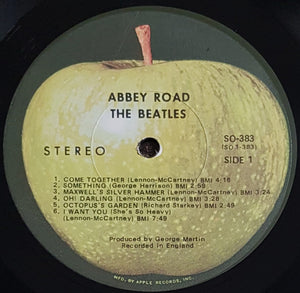 ABBEY ROAD
THE BEATLES
STEREO
SO-383
(SO 1-383)
SIDE 1
1. COME TOGETHER (Lennon-McCartney) BMI 4:16
2. SOMETHING (George Harrison) BMI 2:59
3. MAXWELL'S SILVER HAMMER (Lennon-McCartney) BMI 3:24
4. OH! DARLING (Lennon-McCartney) BMI 3:28
5. OCTOPUS'S GARDEN (Richard Starkey) BMI 2:49
6. I WANT YOU (She's So Heavy)
(Lennon-McCartney) BMI 7:49
Produced by George Martin
Recorded in England
MFD. BY APPLE RECORDS, INC.